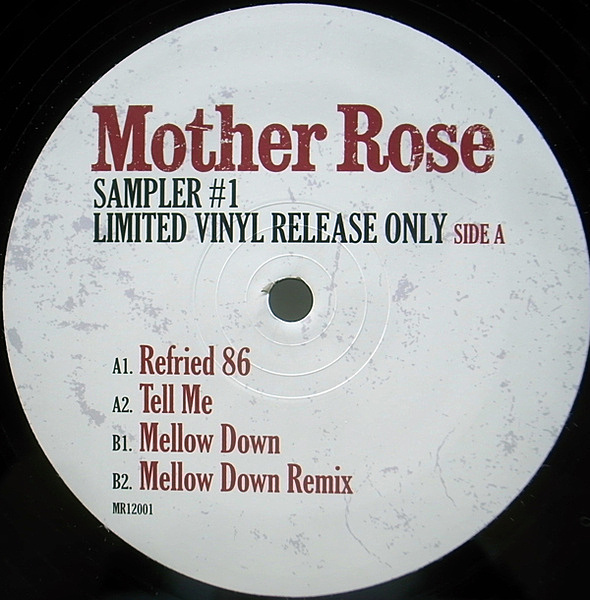 Mother Rose
SAMPLER #1
LIMITED VINYL RELEASE ONLY SIDE A
A1. Refried 86
A2. Tell Me
B1. Mellow Down
B2. Mellow Down Remix
MR12001